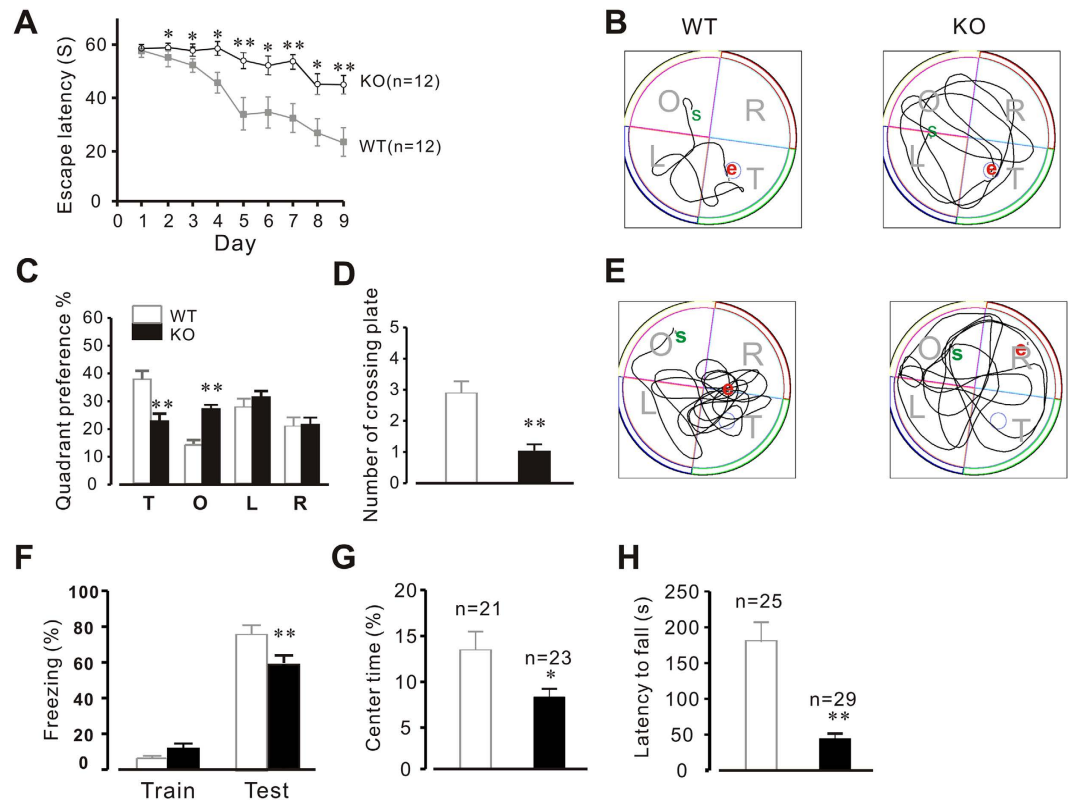 A
Escape latency (S)
60
40
20
0
* * * ** * ** * **
KO(n=12)
WT(n=12)
0 1 2 3 4 5 6 7 8 9
Day
B
WT
KO
O
s
R
L
e
T
O
s
R
L
e
T
C
Quadrant preference %
60
50
40
30
20
10
0
WT
KO
**
**
T O L R
D
Number of crossing plate
5
4
3
2
1
0
**
E
O
s
R
e
L
T
O
s
e
R
L
T
F
Freezing (%)
100
80
60
40
20
0
**
Train Test
G
Center time (%)
20
15
10
5
0
n=21
n=23
*
H
Latency to fall (s)
250
200
150
100
50
0
n=25
n=29
**